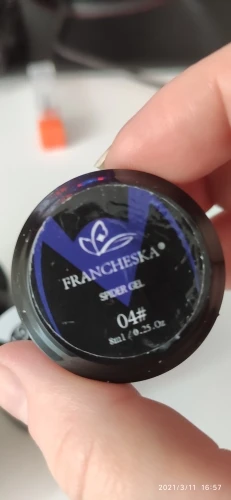 FRANCHESKA®
SPIDER GEL
04#
8ml / 0.25.Oz
2021/3/11 16:57